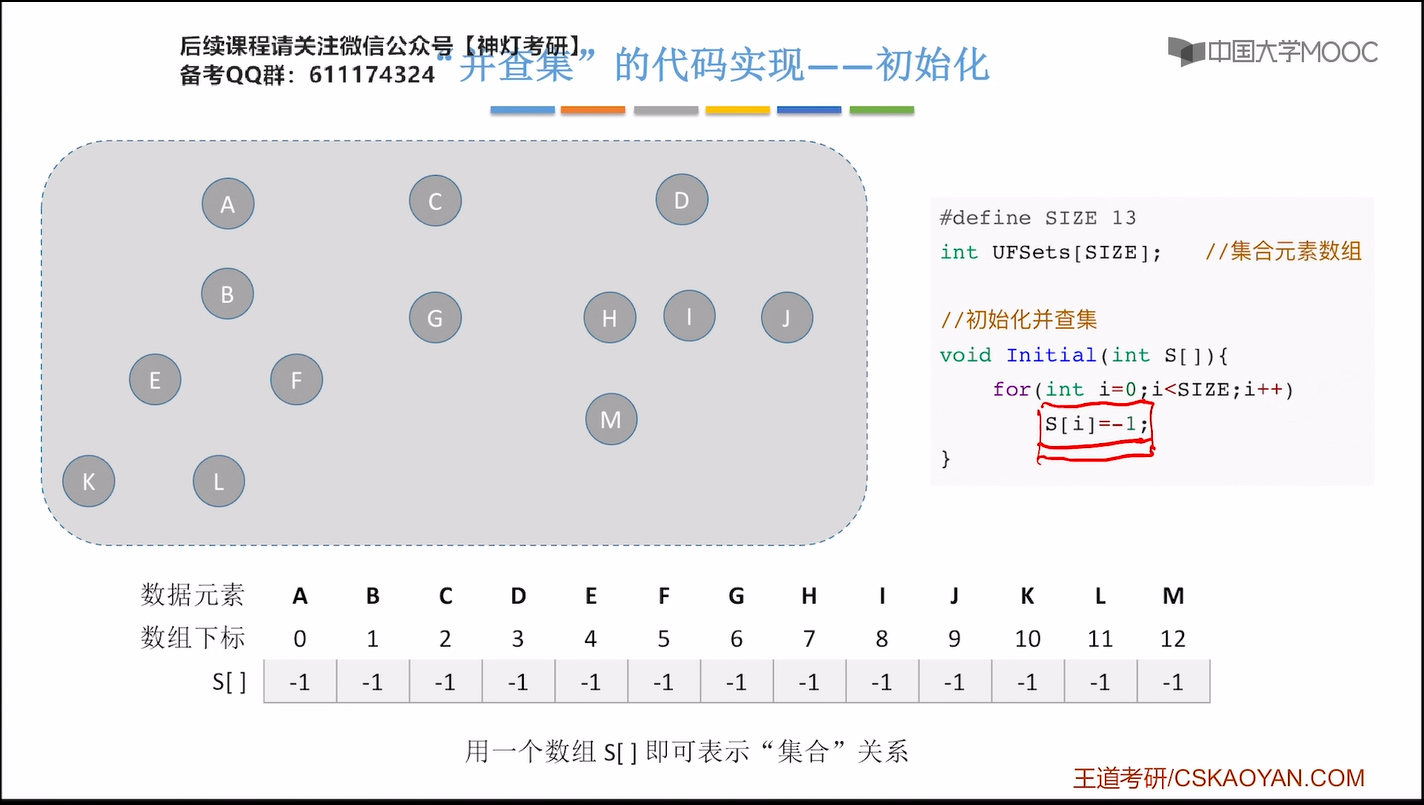 后续课程请关注微信公众号【神灯考研】
备考QQ群：611174324
“并查集”的代码实现——初始化
中国大学MOOC
A
C
D
B
G
H
I
J
E
F
M
K
L
#define SIZE 13
int UFSets[SIZE]; //集合元素数组
//初始化并查集
void Initial(int S[]){
for(int i=0;i<SIZE;i++)
S[i]=-1;
}
数据元素 A B C D E F G H I J K L M
数组下标 0 1 2 3 4 5 6 7 8 9 10 11 12
S[ ] -1 -1 -1 -1 -1 -1 -1 -1 -1 -1 -1 -1 -1
用一个数组 S[ ] 即可表示“集合”关系
王道考研/CSKAOYAN.COM